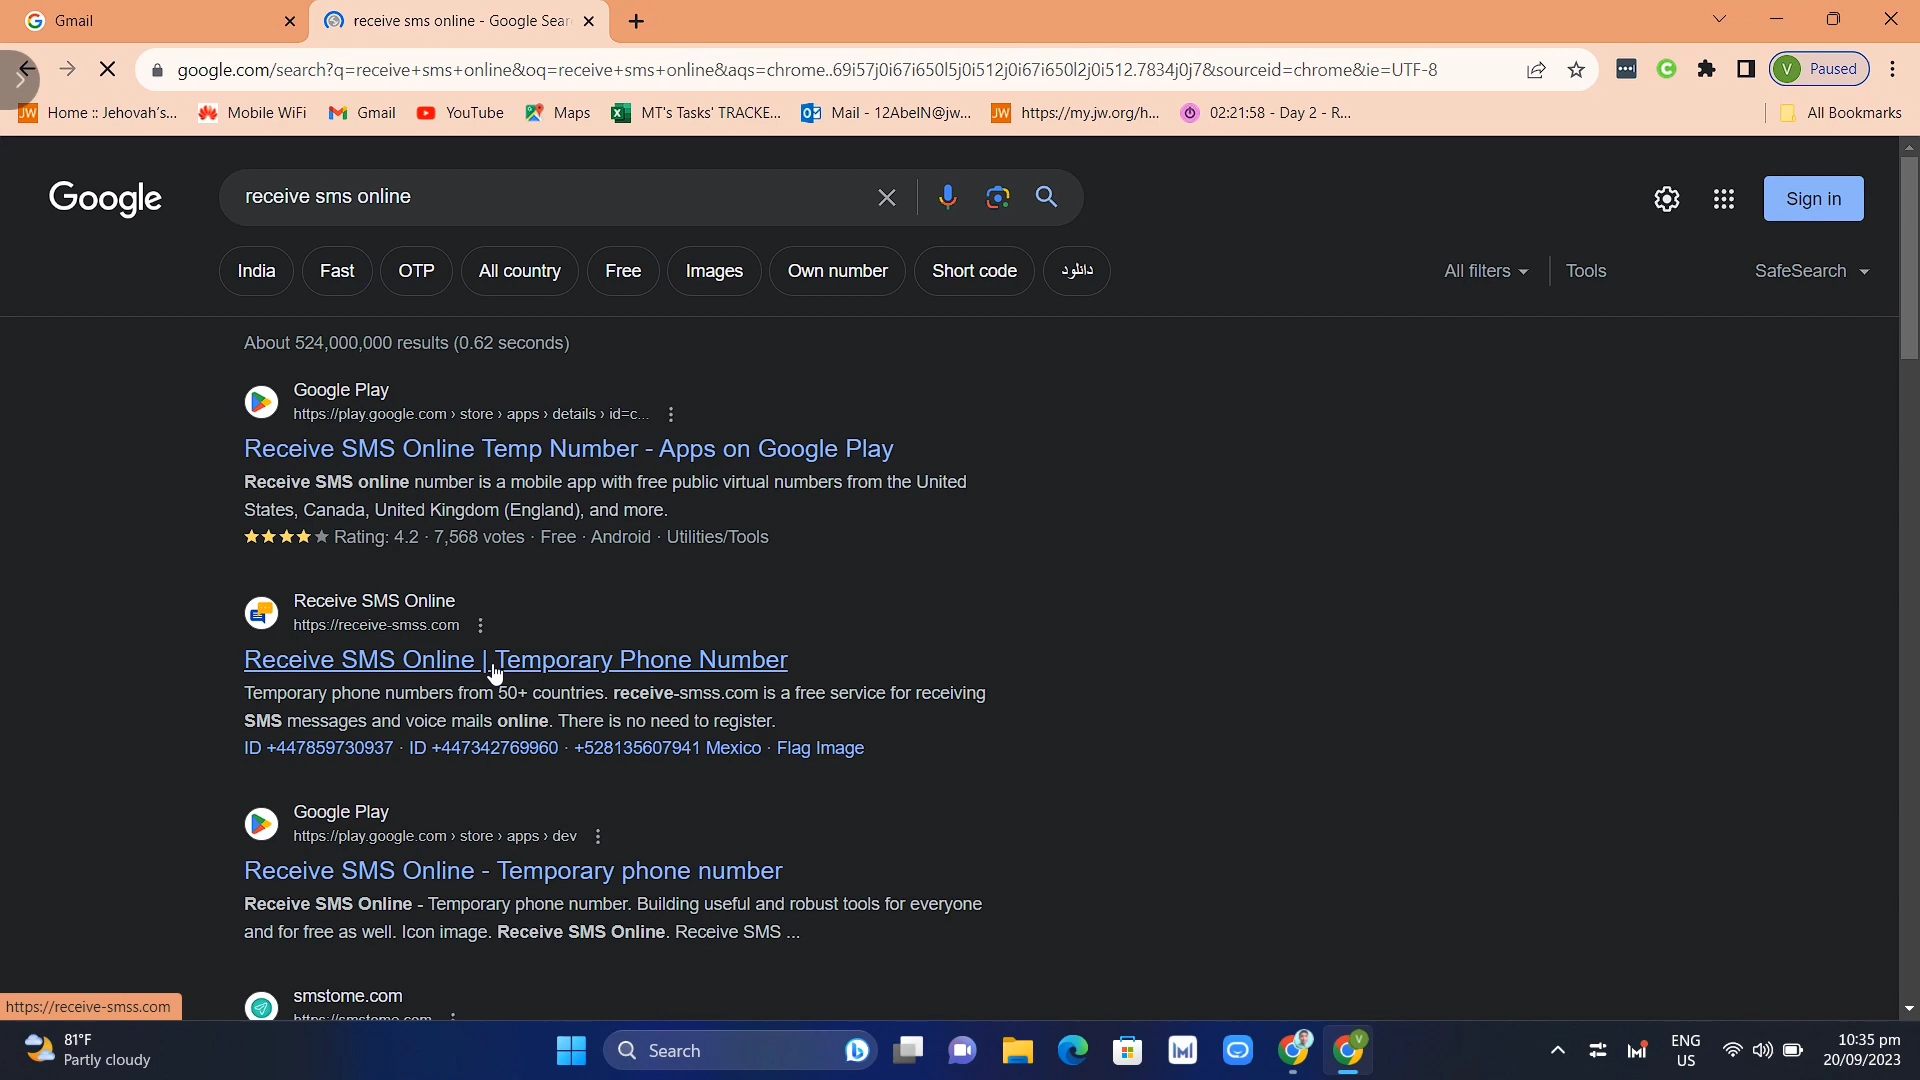 Gmail
receive sms online - Google Sear
google.com/search?q=receive+sms+online&oq=receive+sms+online&aqs=chrome..69i57j0i67i650l5j0i512j0i67i650l2j0i512.7834j0j7&sourceid=chrome&ie=UTF-8
V Paused
Home :: Jehovah's...
Mobile WiFi
Gmail
YouTube
Maps
MT's Tasks' TRACKE...
Mail - 12AbelN@jw...
https://my.jw.org/h...
02:21:58 - Day 2 - R...
All Bookmarks
Google
receive sms online
Sign in
India
Fast
OTP
All country
Free
Images
Own number
Short code
دانلود
All filters
Tools
SafeSearch
About 524,000,000 results (0.62 seconds)
Google Play
https://play.google.com › store › apps › details › id=c...
Receive SMS Online Temp Number - Apps on Google Play
Receive SMS online number is a mobile app with free public virtual numbers from the United
States, Canada, United Kingdom (England), and more.
Rating: 4.2 · 7,568 votes · Free · Android · Utilities/Tools
Receive SMS Online
https://receive-smss.com
Receive SMS Online | Temporary Phone Number
Temporary phone numbers from 50+ countries. receive-smss.com is a free service for receiving
SMS messages and voice mails online. There is no need to register.
ID +447859730937 · ID +447342769960 · +528135607941 Mexico · Flag Image
Google Play
https://play.google.com › store › apps › dev
Receive SMS Online - Temporary phone number
Receive SMS Online - Temporary phone number. Building useful and robust tools for everyone
and for free as well. Icon image. Receive SMS Online. Receive SMS ...
smstome.com
https://smstome.com
https://receive-smss.com
81°F
Partly cloudy
Search
ENG
US
10:35 pm
20/09/2023